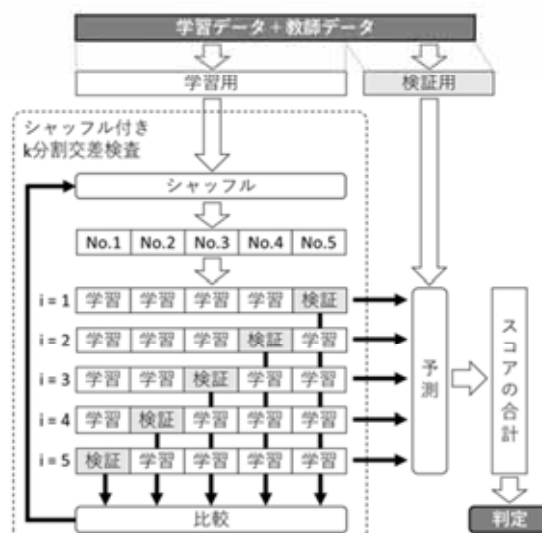 学習データ+教師データ
学習用
検証用
シャッフル付き
k分割交差検査
シャッフル
No.1 No.2 No.3 No.4 No.5
i = 1 学習 学習 学習 学習 検証
i = 2 学習 学習 学習 検証 学習
i = 3 学習 学習 検証 学習 学習
i = 4 学習 検証 学習 学習 学習
i = 5 検証 学習 学習 学習 学習
比較
予測
スコアの合計
判定